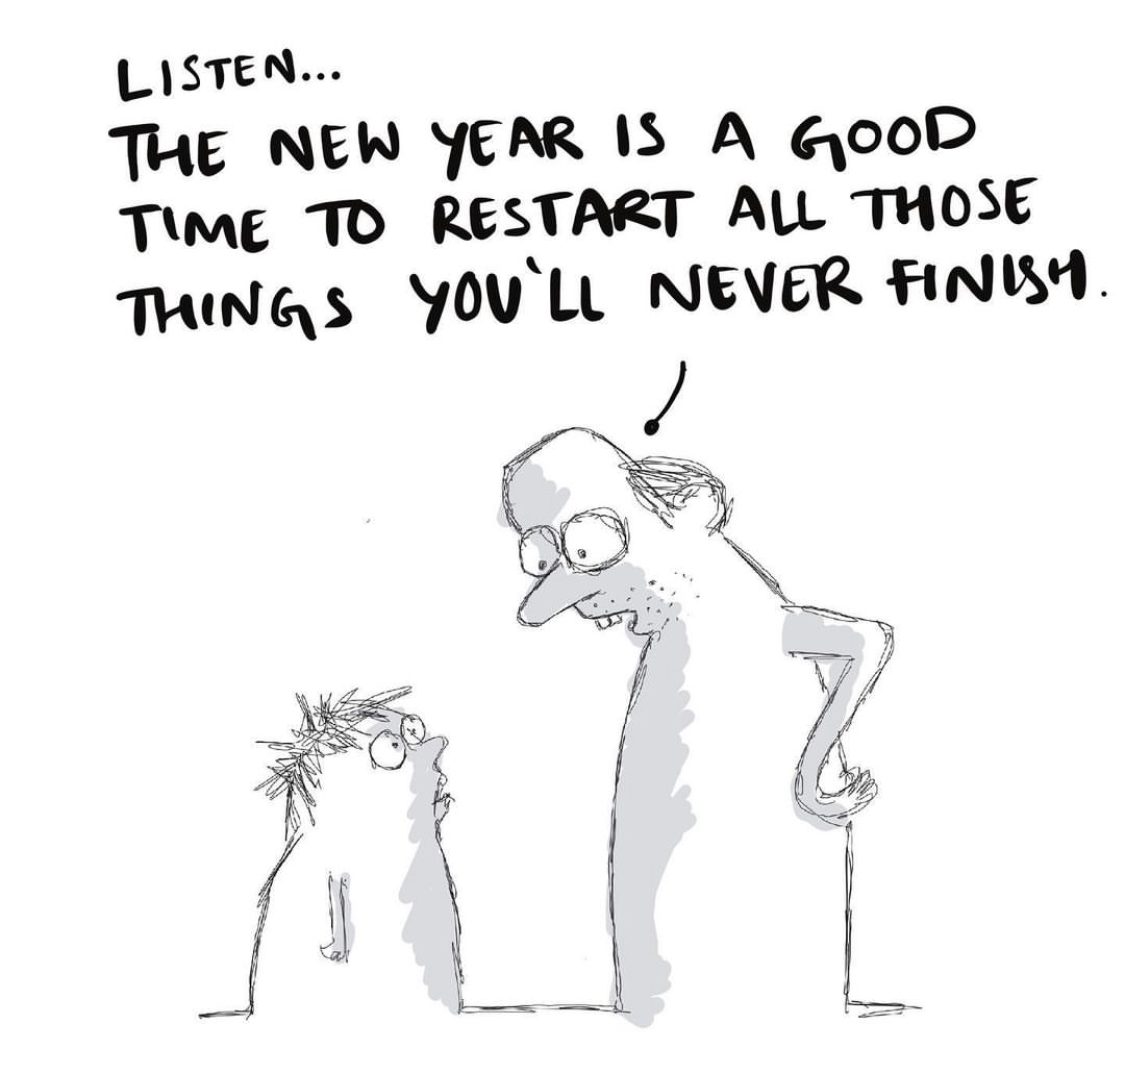 LISTEN...
THE NEW YEAR IS A GOOD
TIME TO RESTART ALL THOSE
THINGS YOU'LL NEVER FINISH.